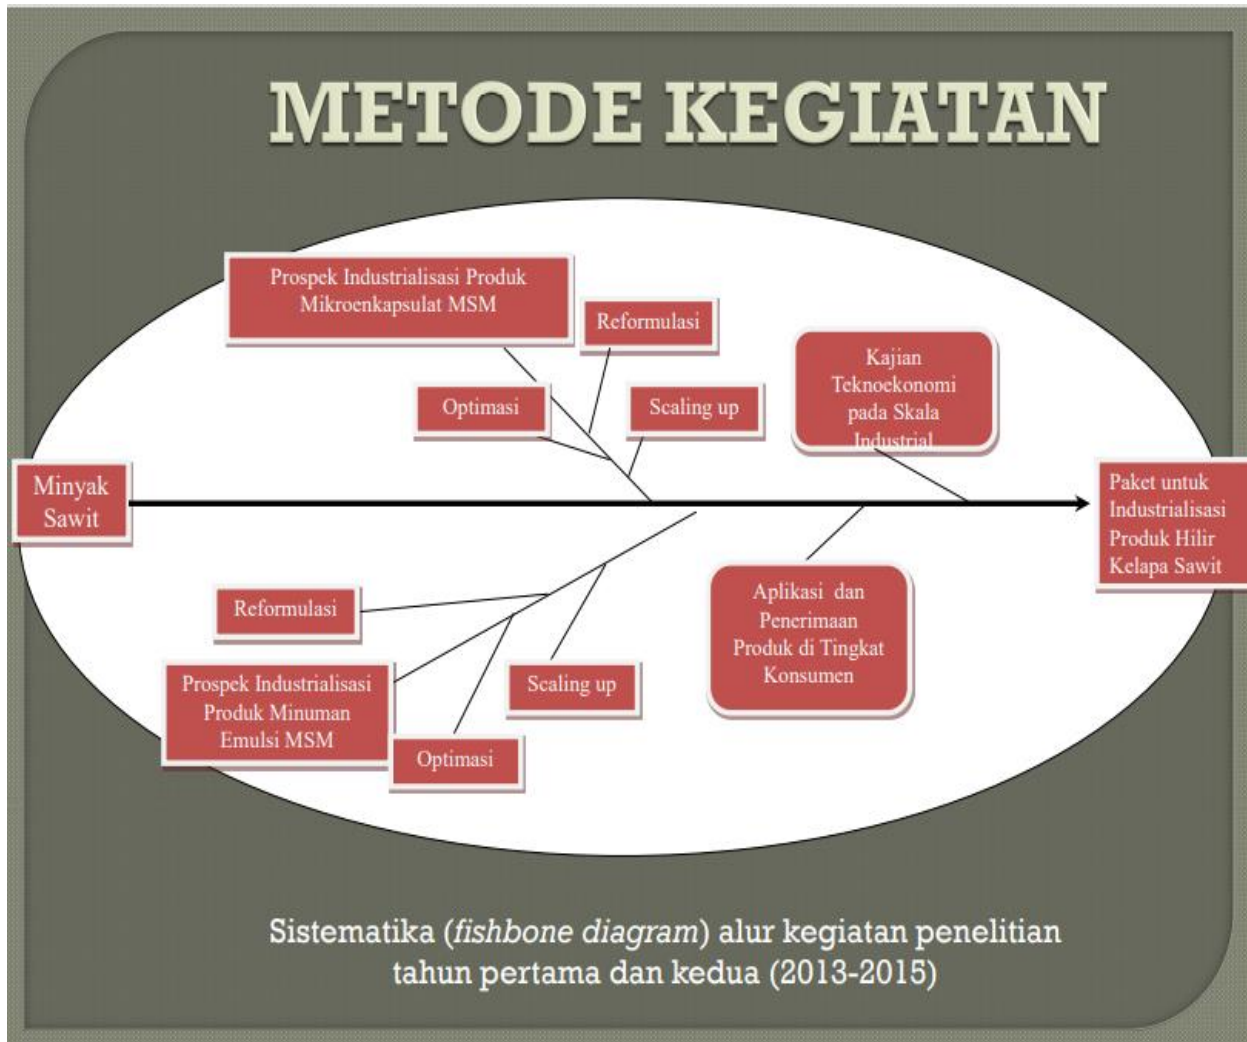 METODE KEGIATAN
Prospek Industrialisasi Produk
Mikroenkapsulat MSM
Reformulasi
Optimasi
Scaling up
Kajian
Teknoekonomi
pada Skala
Industrial
Minyak
Sawit
Paket untuk
Industrialisasi
Produk Hilir
Kelapa Sawit
Reformulasi
Prospek Industrialisasi
Produk Minuman
Emulsi MSM
Optimasi
Scaling up
Aplikasi dan
Penerimaan
Produk di Tingkat
Konsumen
Sistematika (fishbone diagram) alur kegiatan penelitian
tahun pertama dan kedua (2013-2015)